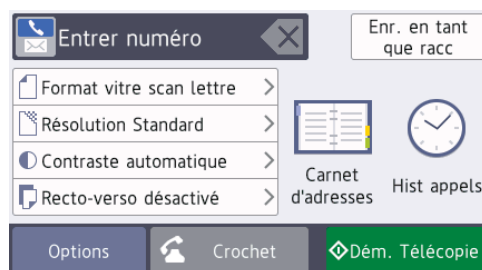 Entrer numéro
Enr. en tant
que racc
Format vitre scan lettre
Résolution Standard
Contraste automatique
Recto-verso désactivé
Carnet
d'adresses
Hist appels
Options
Crochet
Dém. Télécopie